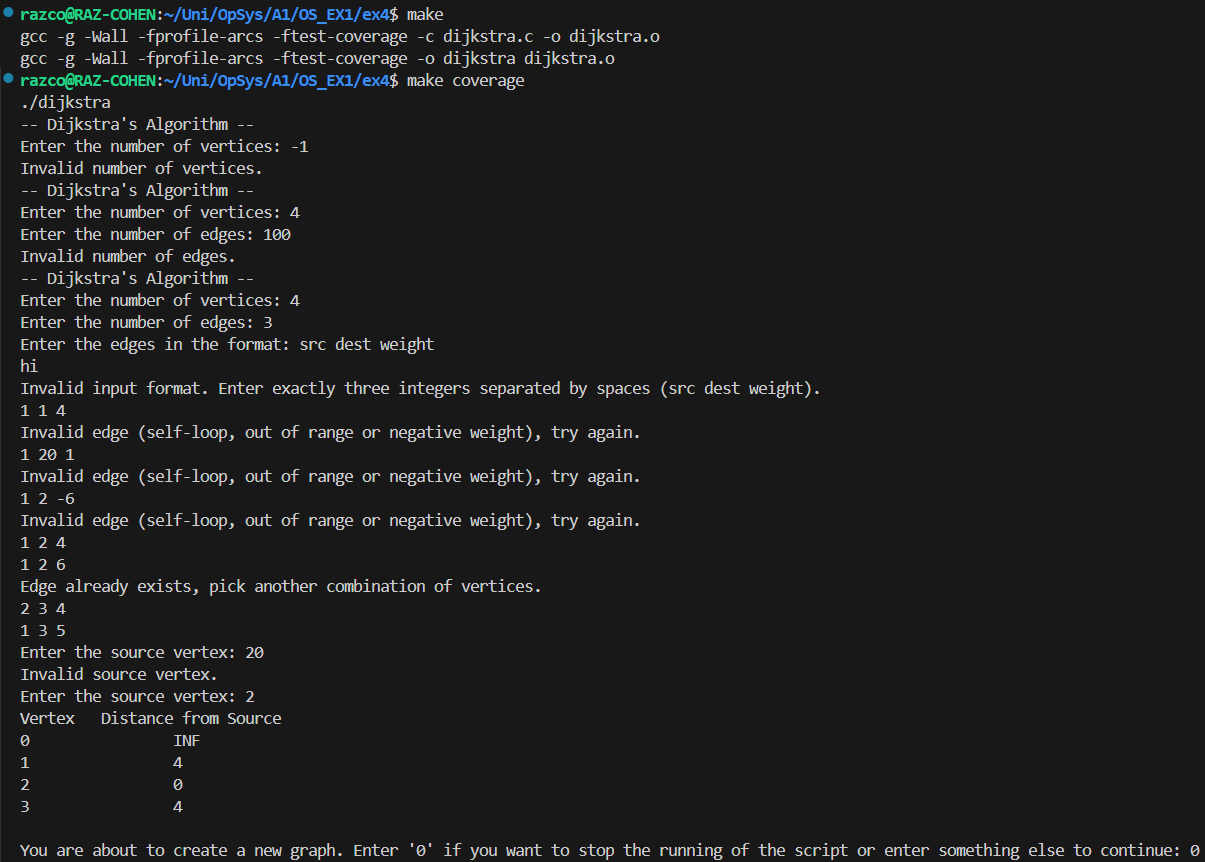 razco@RAZ-COHEN:~/Uni/OpSys/A1/OS_EX1/ex4$ make
gcc -g -Wall -fprofile-arcs -ftest-coverage -c dijkstra.c -o dijkstra.o
gcc -g -Wall -fprofile-arcs -ftest-coverage -o dijkstra dijkstra.o
razco@RAZ-COHEN:~/Uni/OpSys/A1/OS_EX1/ex4$ make coverage
./dijkstra
-- Dijkstra's Algorithm --
Enter the number of vertices: -1
Invalid number of vertices.
-- Dijkstra's Algorithm --
Enter the number of vertices: 4
Enter the number of edges: 100
Invalid number of edges.
-- Dijkstra's Algorithm --
Enter the number of vertices: 4
Enter the number of edges: 3
Enter the edges in the format: src dest weight
hi
Invalid input format. Enter exactly three integers separated by spaces (src dest weight).
1 1 4
Invalid edge (self-loop, out of range or negative weight), try again.
1 20 1
Invalid edge (self-loop, out of range or negative weight), try again.
1 2 -6
Invalid edge (self-loop, out of range or negative weight), try again.
1 2 4
1 2 6
Edge already exists, pick another combination of vertices.
2 3 4
1 3 5
Enter the source vertex: 20
Invalid source vertex.
Enter the source vertex: 2
Vertex   Distance from Source
0                INF
1                4
2                0
3                4
You are about to create a new graph. Enter '0' if you want to stop the running of the script or enter something else to continue: 0